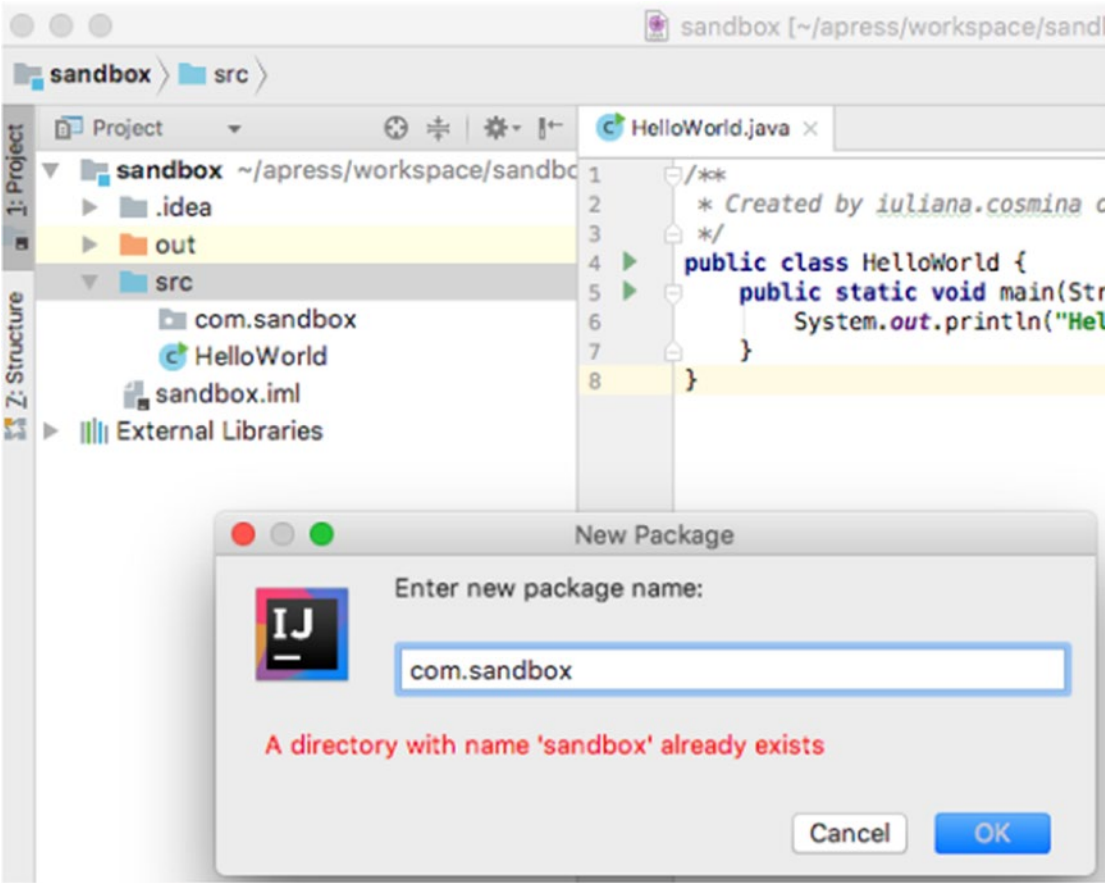 sandbox [~/apress/workspace/sand
sandbox src
1: Project
Z: Structure
Project
sandbox ~/apress/workspace/sandbo
.idea
out
src
com.sandbox
HelloWorld
sandbox.iml
External Libraries
HelloWorld.java
1 /**
2 * Created by iuliana.cosmina o
3 */
4 public class HelloWorld {
5 public static void main(Str
6 System.out.println("Hel
7 }
8 }
New Package
IJ
Enter new package name:
com.sandbox
A directory with name 'sandbox' already exists
Cancel OK